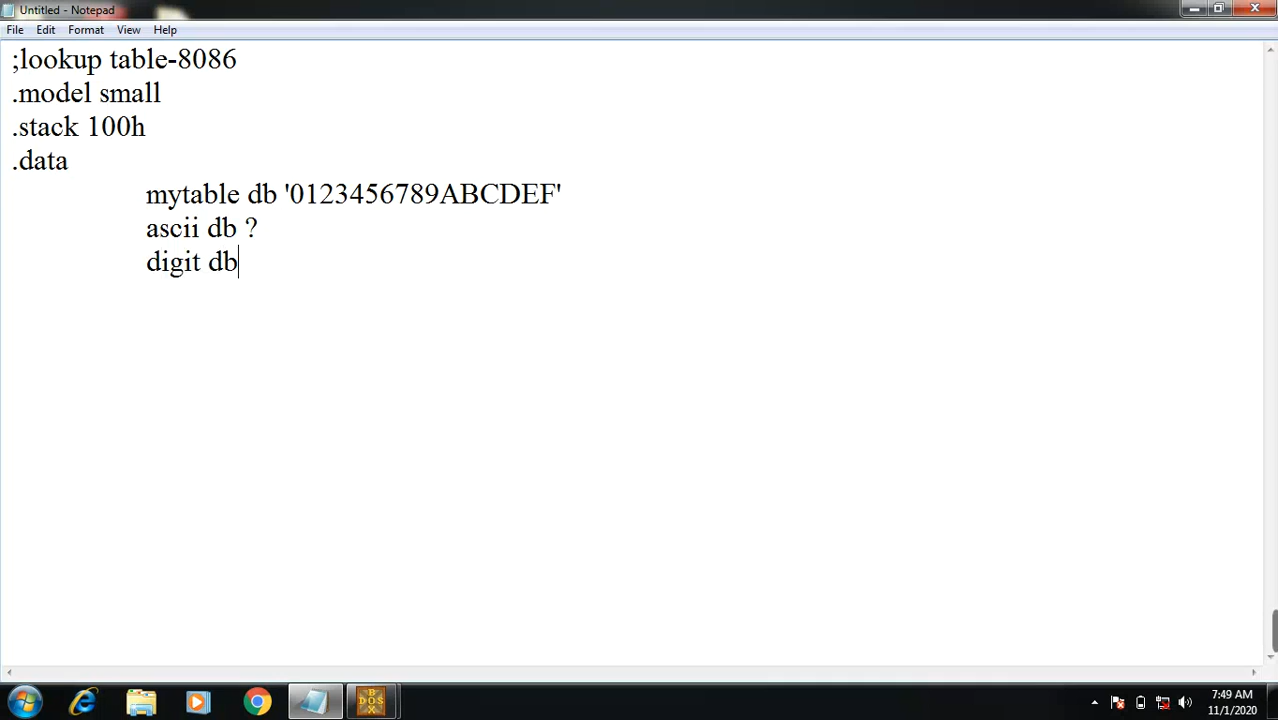 Untitled - Notepad
File Edit Format View Help
;lookup table-8086
.model small
.stack 100h
.data
mytable db '0123456789ABCDEF'
ascii db ?
digit db
B
DOS
X
7:49 AM
11/1/2020